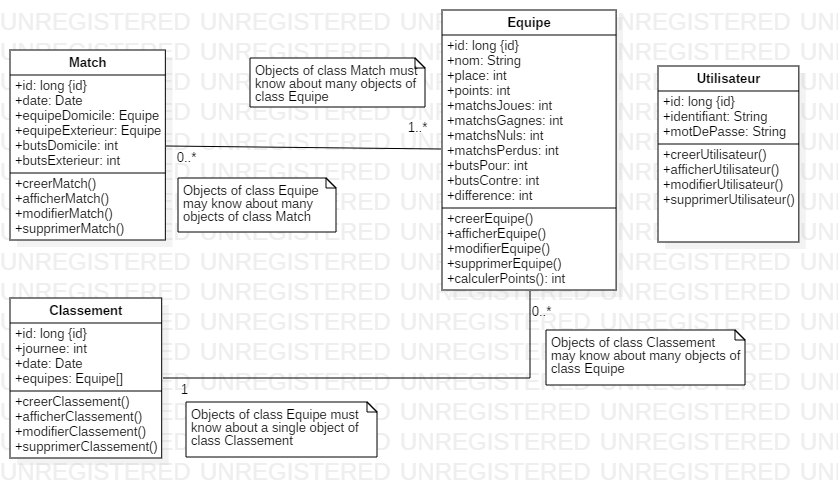 Match
+id: long {id}
+date: Date
+equipeDomicile: Equipe
+equipeExterieur: Equipe
+butsDomicile: int
+butsExterieur: int
+creerMatch()
+afficherMatch()
+modifierMatch()
+supprimerMatch()
Objects of class Match must
know about many objects of
class Equipe
1..*
0..*
Objects of class Equipe
may know about many
objects of class Match
Equipe
+id: long {id}
+nom: String
+place: int
+points: int
+matchsJoues: int
+matchsGagnes: int
+matchsNuls: int
+matchsPerdus: int
+butsPour: int
+butsContre: int
+difference: int
+creerEquipe()
+afficherEquipe()
+modifierEquipe()
+supprimerEquipe()
+calculerPoints(): int
Utilisateur
+id: long {id}
+identifiant: String
+motDePasse: String
+creerUtilisateur()
+afficherUtilisateur()
+modifierUtilisateur()
+supprimerUtilisateur()
Classement
+id: long {id}
+journee: int
+date: Date
+equipes: Equipe[]
+creerClassement()
+afficherClassement()
+modifierClassement()
+supprimerClassement()
0..*
Objects of class Classement
may know about many objects of
class Equipe
1
Objects of class Equipe must
know about a single object of
class Classement
UNREGISTERED